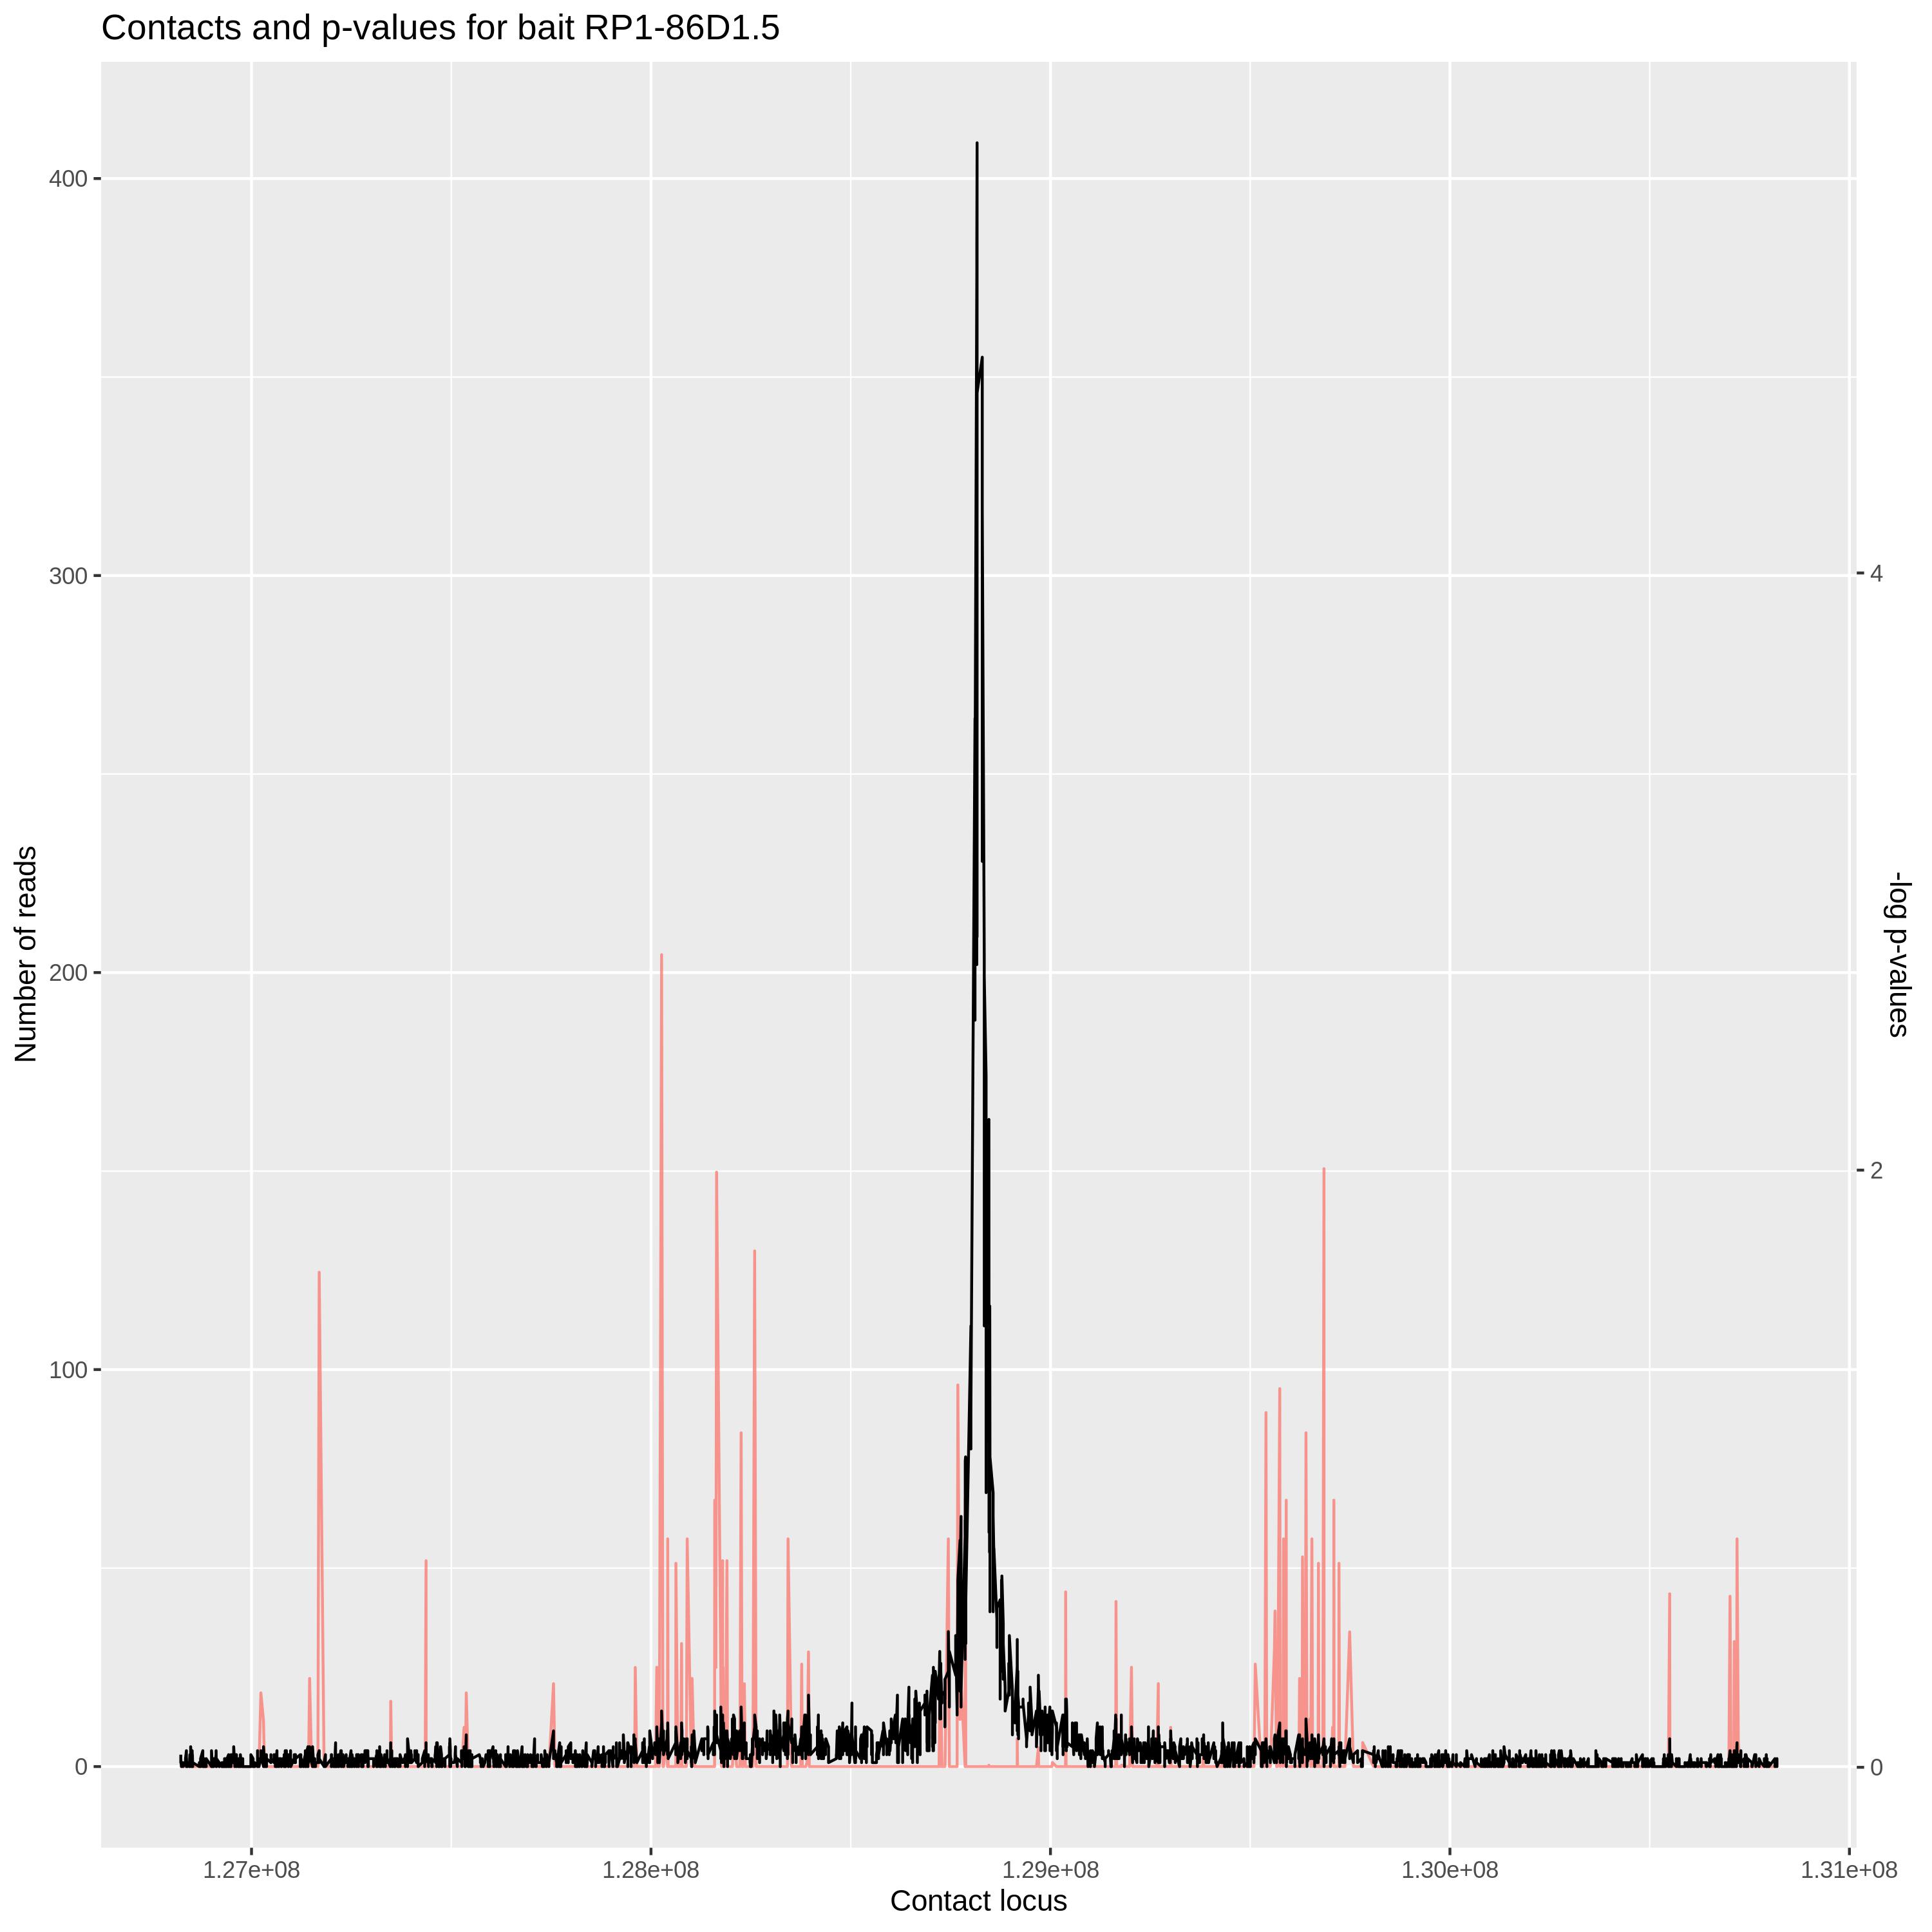 Contacts and p-values for bait RP1-86D1.5
400
300
200
100
0
Number of reads
4
2
0
-log p-values
1.27e+08 1.28e+08 1.29e+08 1.30e+08 1.31e+08
Contact locus